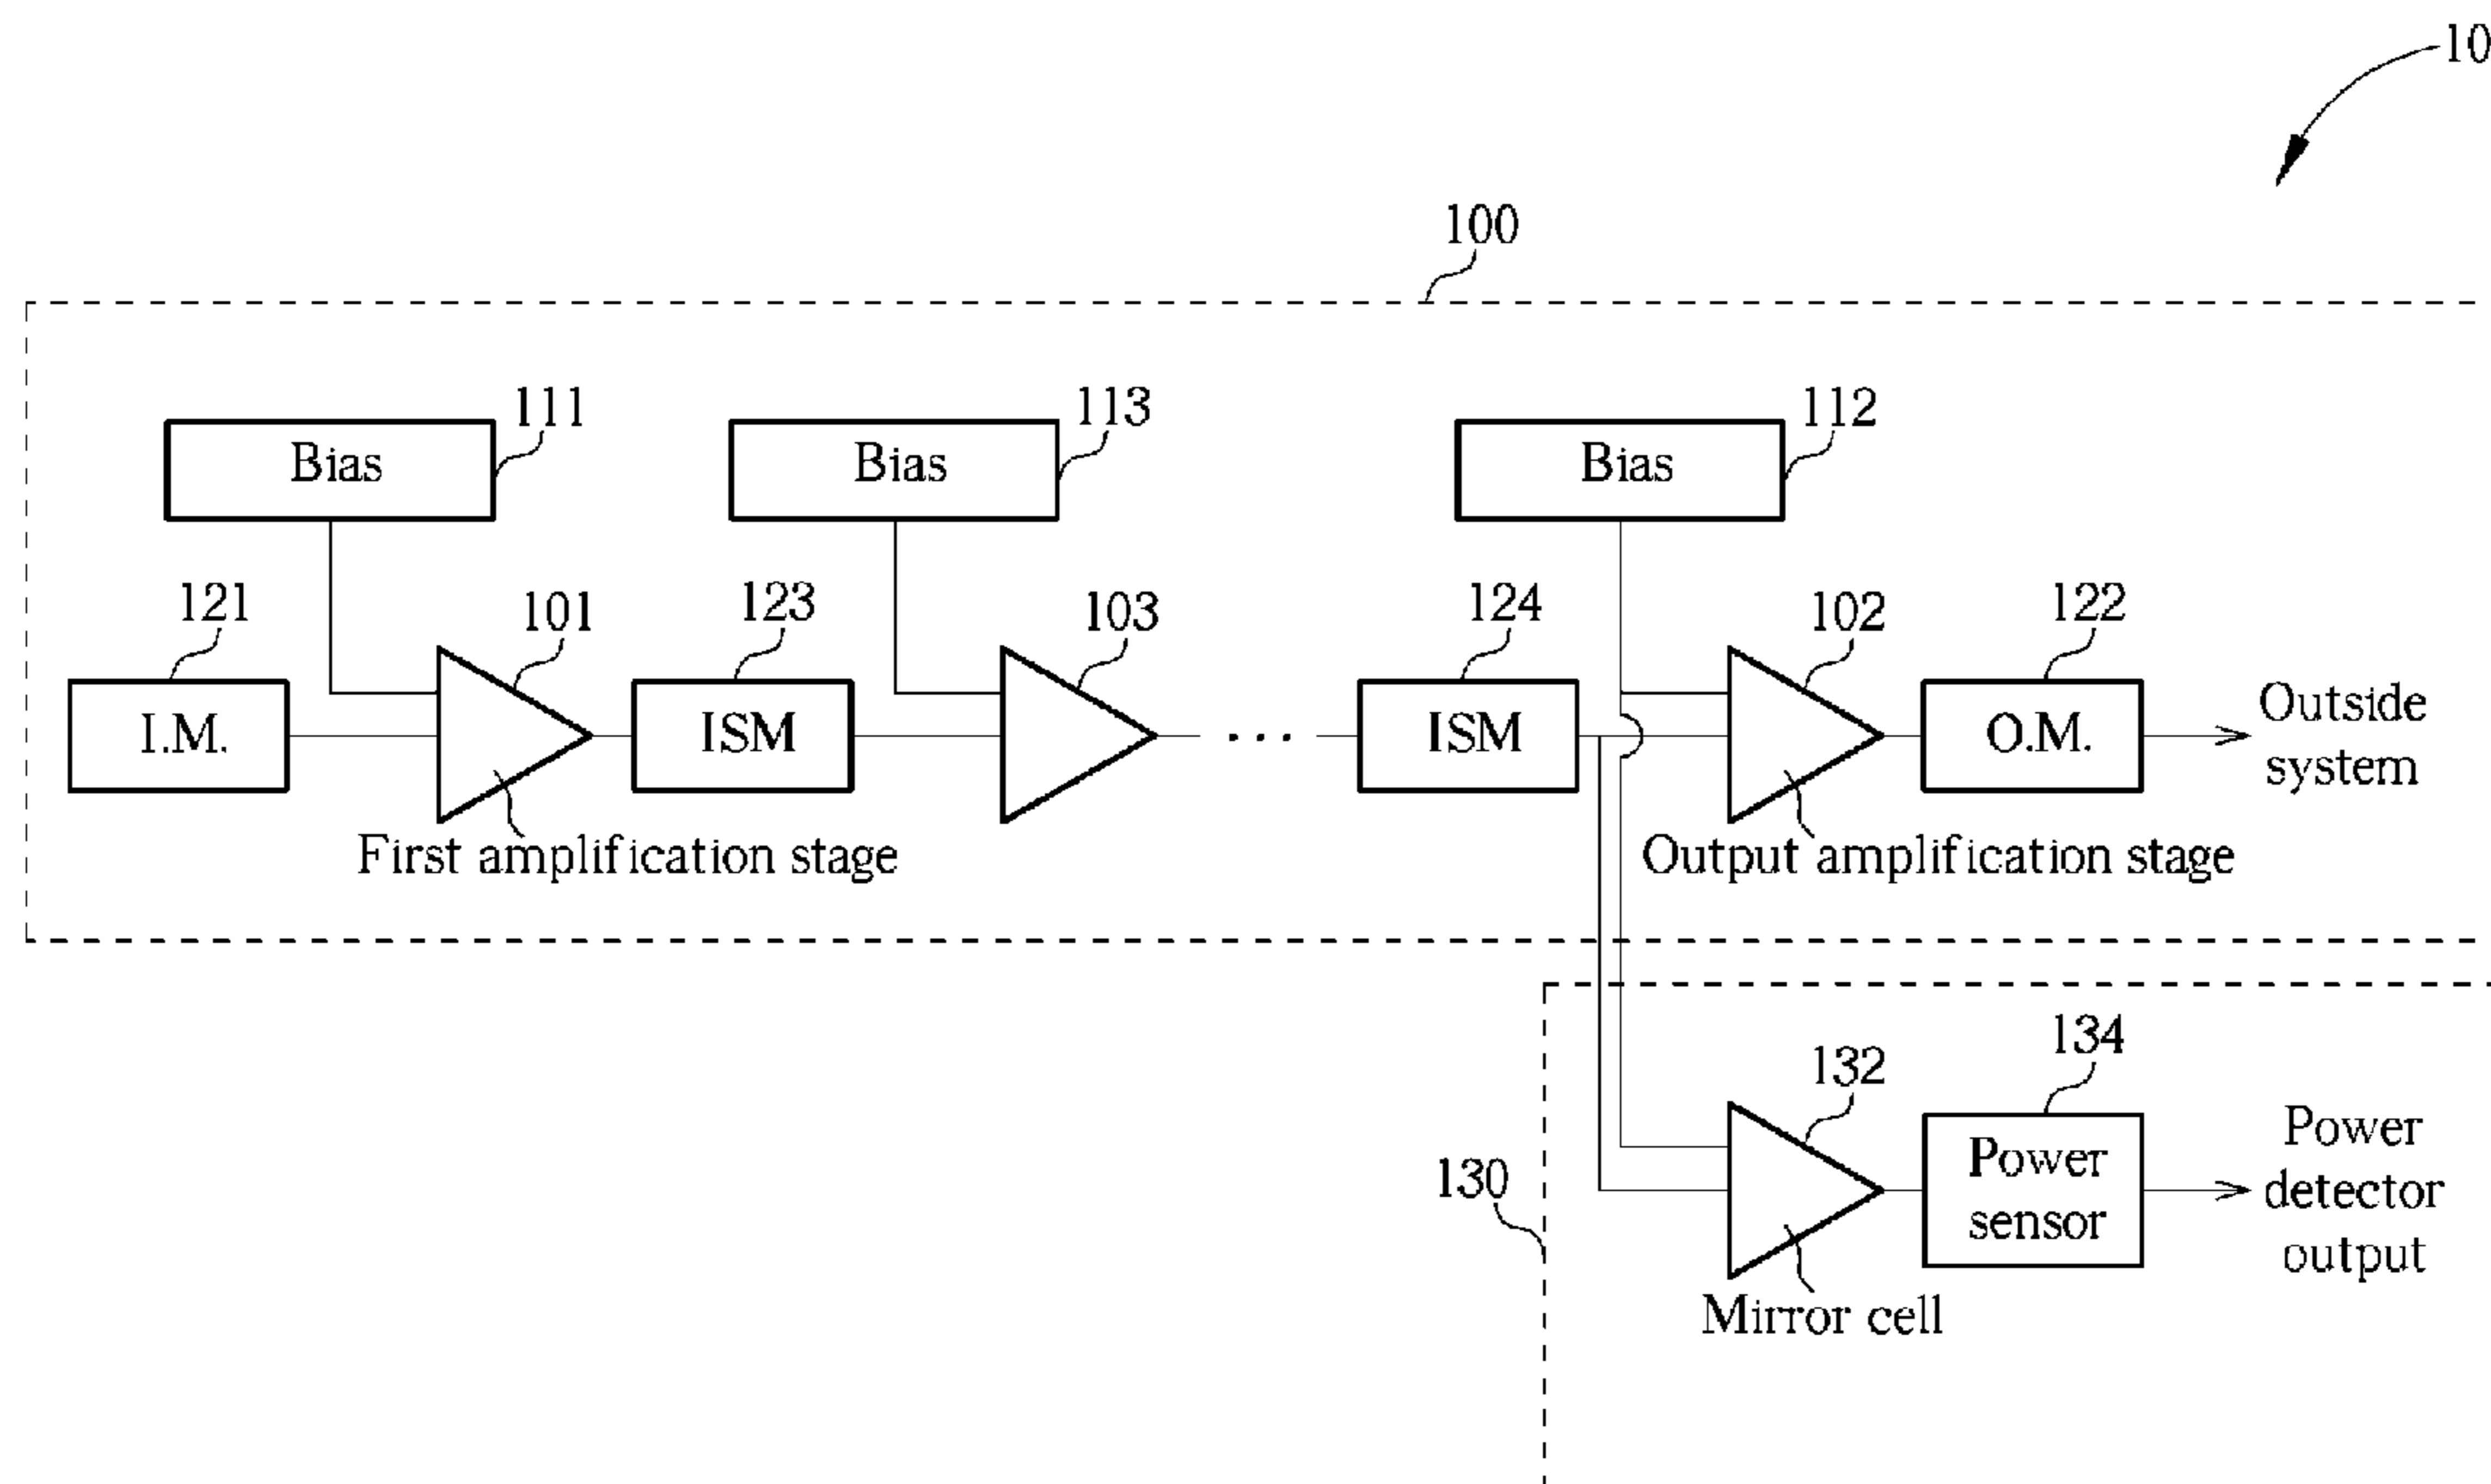 10
100
111
113
112
Bias
Bias
Bias
121
101
123
103
124
102
122
I.M.
ISM
...
ISM
O.M.
Outside
system
First amplification stage
Output amplification stage
132
134
130
Power
sensor
Power
detector
output
Mirror cell